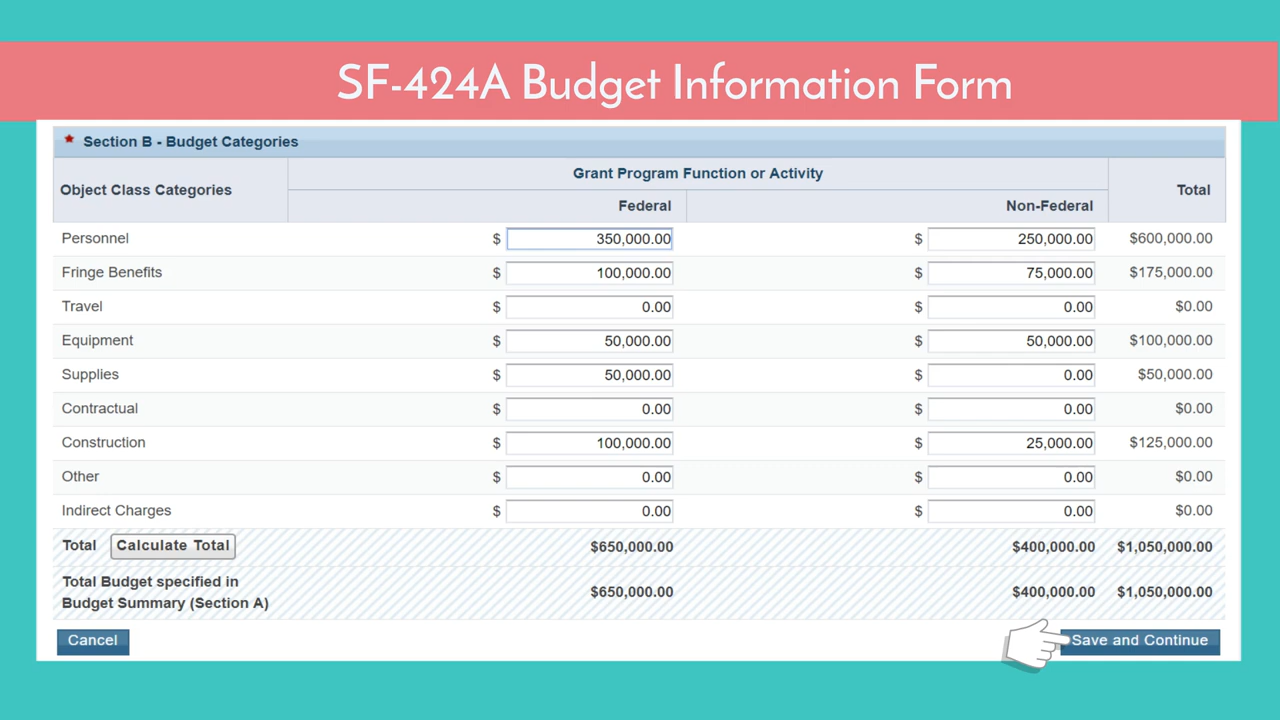 SF-424A Budget Information Form
* Section B - Budget Categories
Object Class Categories Grant Program Function or Activity Total
Federal Non-Federal
Personnel $ 350,000.00 $ 250,000.00 $600,000.00
Fringe Benefits $ 100,000.00 $ 75,000.00 $175,000.00
Travel $ 0.00 $ 0.00 $0.00
Equipment $ 50,000.00 $ 50,000.00 $100,000.00
Supplies $ 50,000.00 $ 0.00 $50,000.00
Contractual $ 0.00 $ 0.00 $0.00
Construction $ 100,000.00 $ 25,000.00 $125,000.00
Other $ 0.00 $ 0.00 $0.00
Indirect Charges $ 0.00 $ 0.00 $0.00
Total Calculate Total $650,000.00 $400,000.00 $1,050,000.00
Total Budget specified in
Budget Summary (Section A) $650,000.00 $400,000.00 $1,050,000.00
Cancel Save and Continue